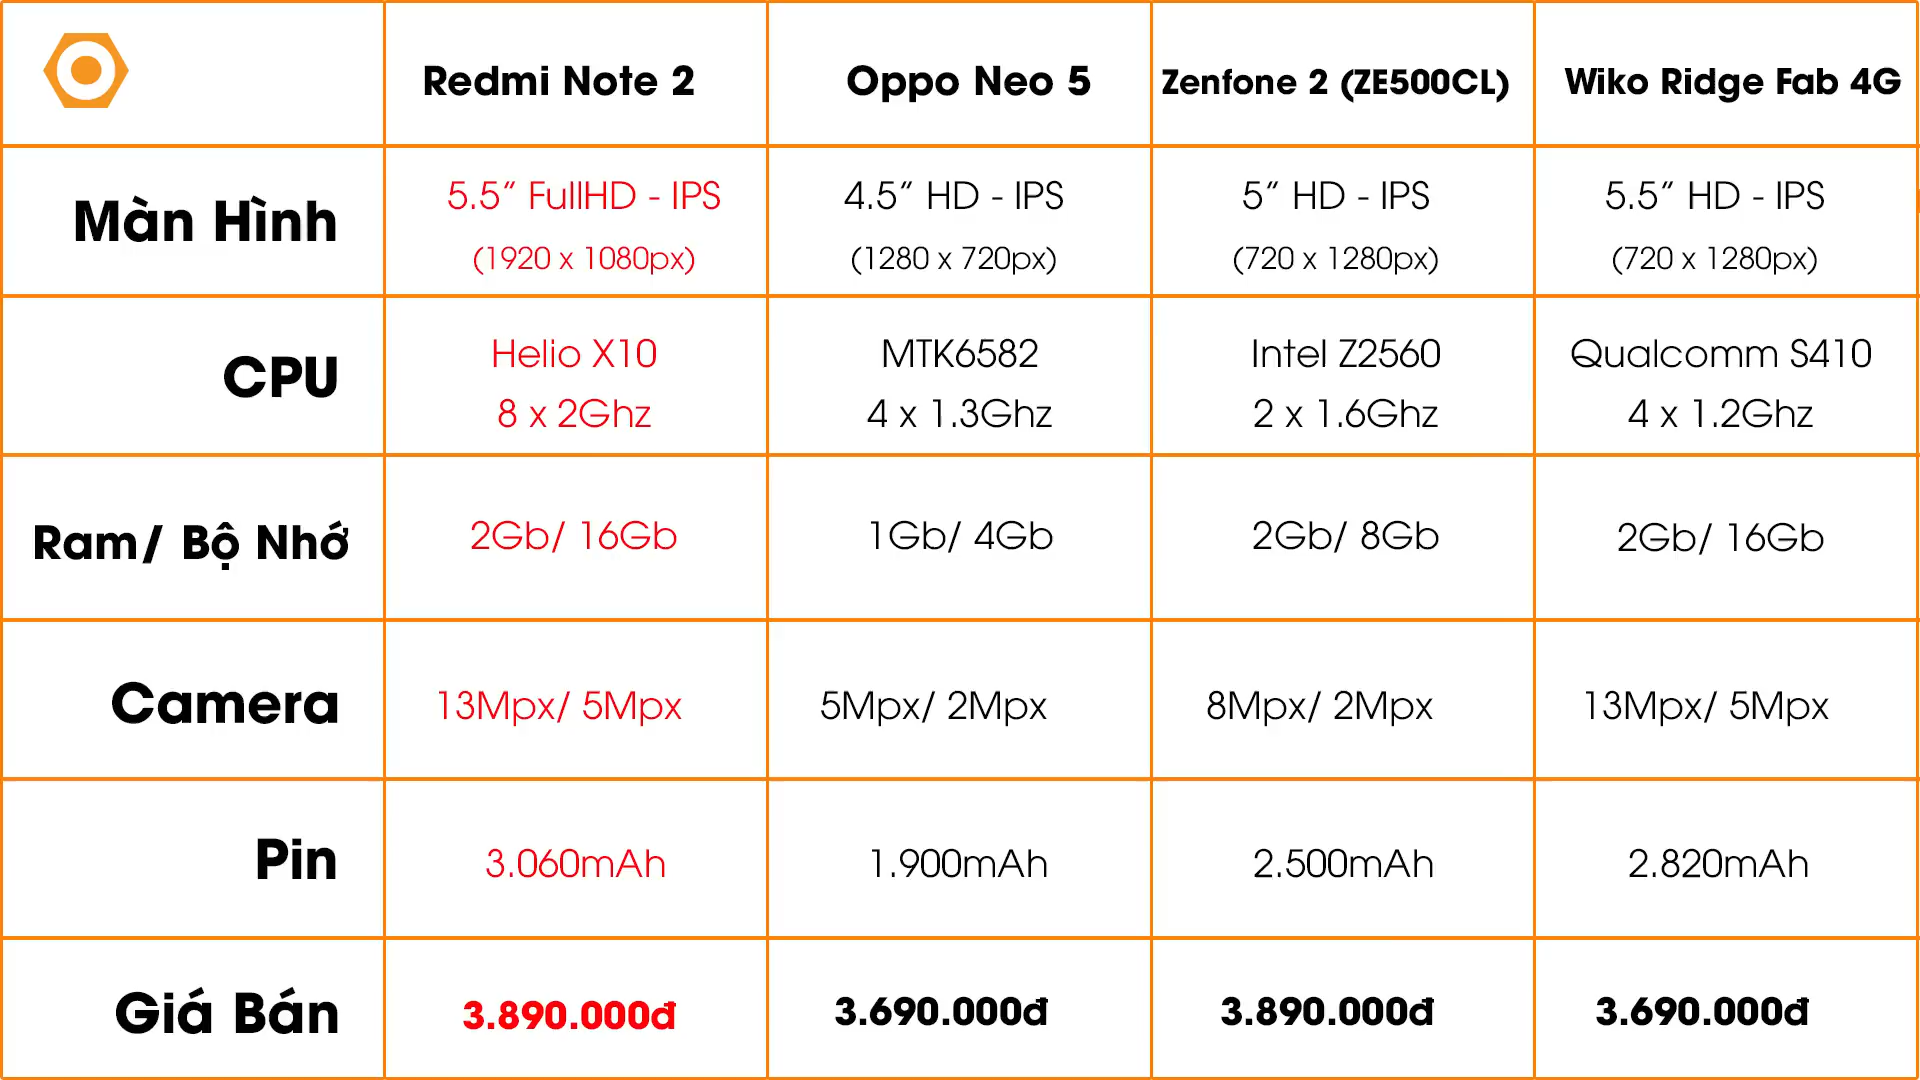 Redmi Note 2 Oppo Neo 5 Zenfone 2 (ZE500CL) Wiko Ridge Fab 4G
Màn Hình 5.5” FullHD - IPS 4.5” HD - IPS 5” HD - IPS 5.5” HD - IPS
(1920 x 1080px) (1280 x 720px) (720 x 1280px) (720 x 1280px)
CPU Helio X10 MTK6582 Intel Z2560 Qualcomm S410
8 x 2Ghz 4 x 1.3Ghz 2 x 1.6Ghz 4 x 1.2Ghz
Ram/ Bộ Nhớ 2Gb/ 16Gb 1Gb/ 4Gb 2Gb/ 8Gb 2Gb/ 16Gb
Camera 13Mpx/ 5Mpx 5Mpx/ 2Mpx 8Mpx/ 2Mpx 13Mpx/ 5Mpx
Pin 3.060mAh 1.900mAh 2.500mAh 2.820mAh
Giá Bán 3.890.000đ 3.690.000đ 3.890.000đ 3.690.000đ